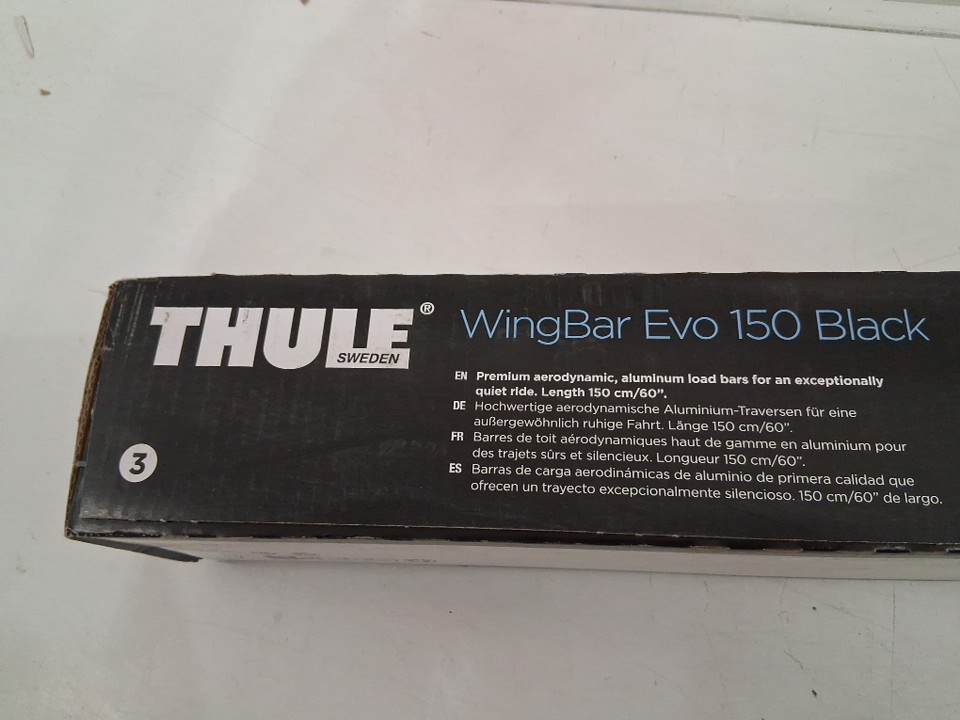 THULE®
SWEDEN
WingBar Evo 150 Black
EN Premium aerodynamic, aluminum load bars for an exceptionally
quiet ride. Length 150 cm/60”.
DE Hochwertige aerodynamische Aluminium-Traversen für eine
außergewöhnlich ruhige Fahrt. Länge 150 cm/60”.
FR Barres de toit aérodynamiques haut de gamme en aluminium pour
des trajets sûrs et silencieux. Longueur 150 cm/60”.
ES Barras de carga aerodinámicas de aluminio de primera calidad que
ofrecen un trayecto excepcionalmente silencioso. 150 cm/60” de largo.
3